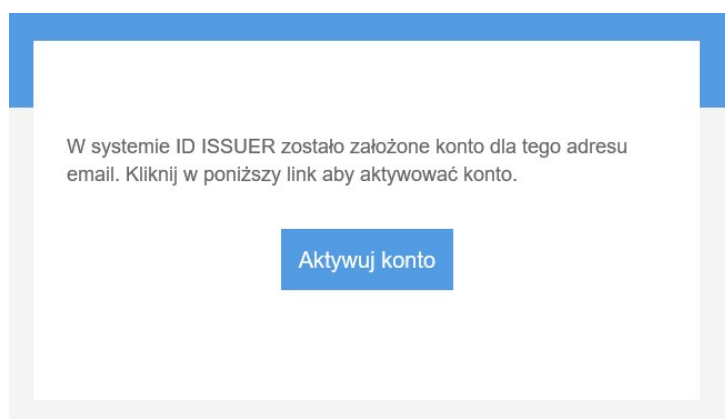 W systemie ID ISSUER zostało założone konto dla tego adresu
email. Kliknij w poniższy link aby aktywować konto.
Aktywuj konto